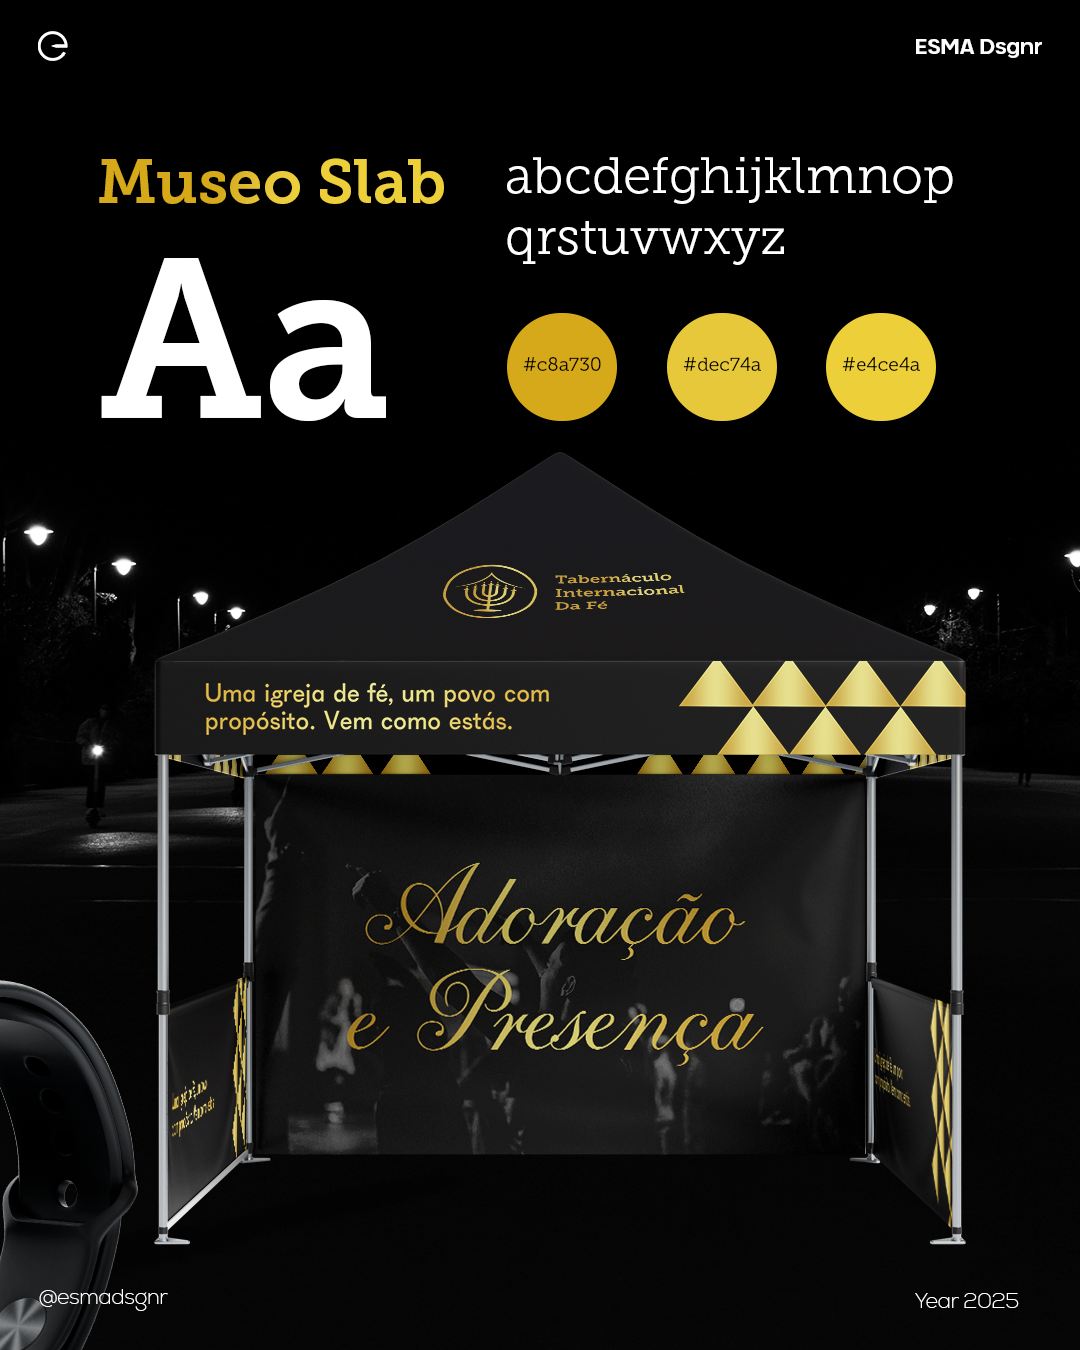 ESMA Dsgnr
Museo Slab
abcdefghijklmnop
qrstuvwxyz
Aa
#c8a730
#dec74a
#e4ce4a
Tabernáculo
Internacional
Da Fé
Uma igreja de fé, um povo com
propósito. Vem como estás.
Adoração
e Presença
@esmadsgnr
Year 2025